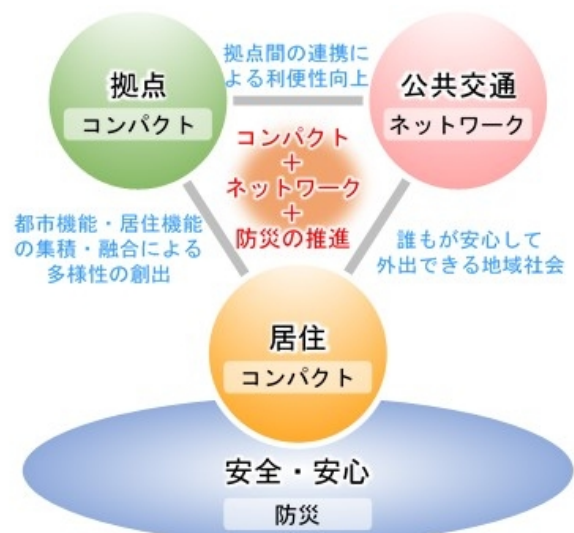 拠点
コンパクト
拠点間の連携に
よる利便性向上
公共交通
ネットワーク
コンパクト
+
ネットワーク
+
防災の推進
都市機能・居住機能
の集積・融合による
多様性の創出
誰もが安心して
外出できる地域社会
居住
コンパクト
安全・安心
防災